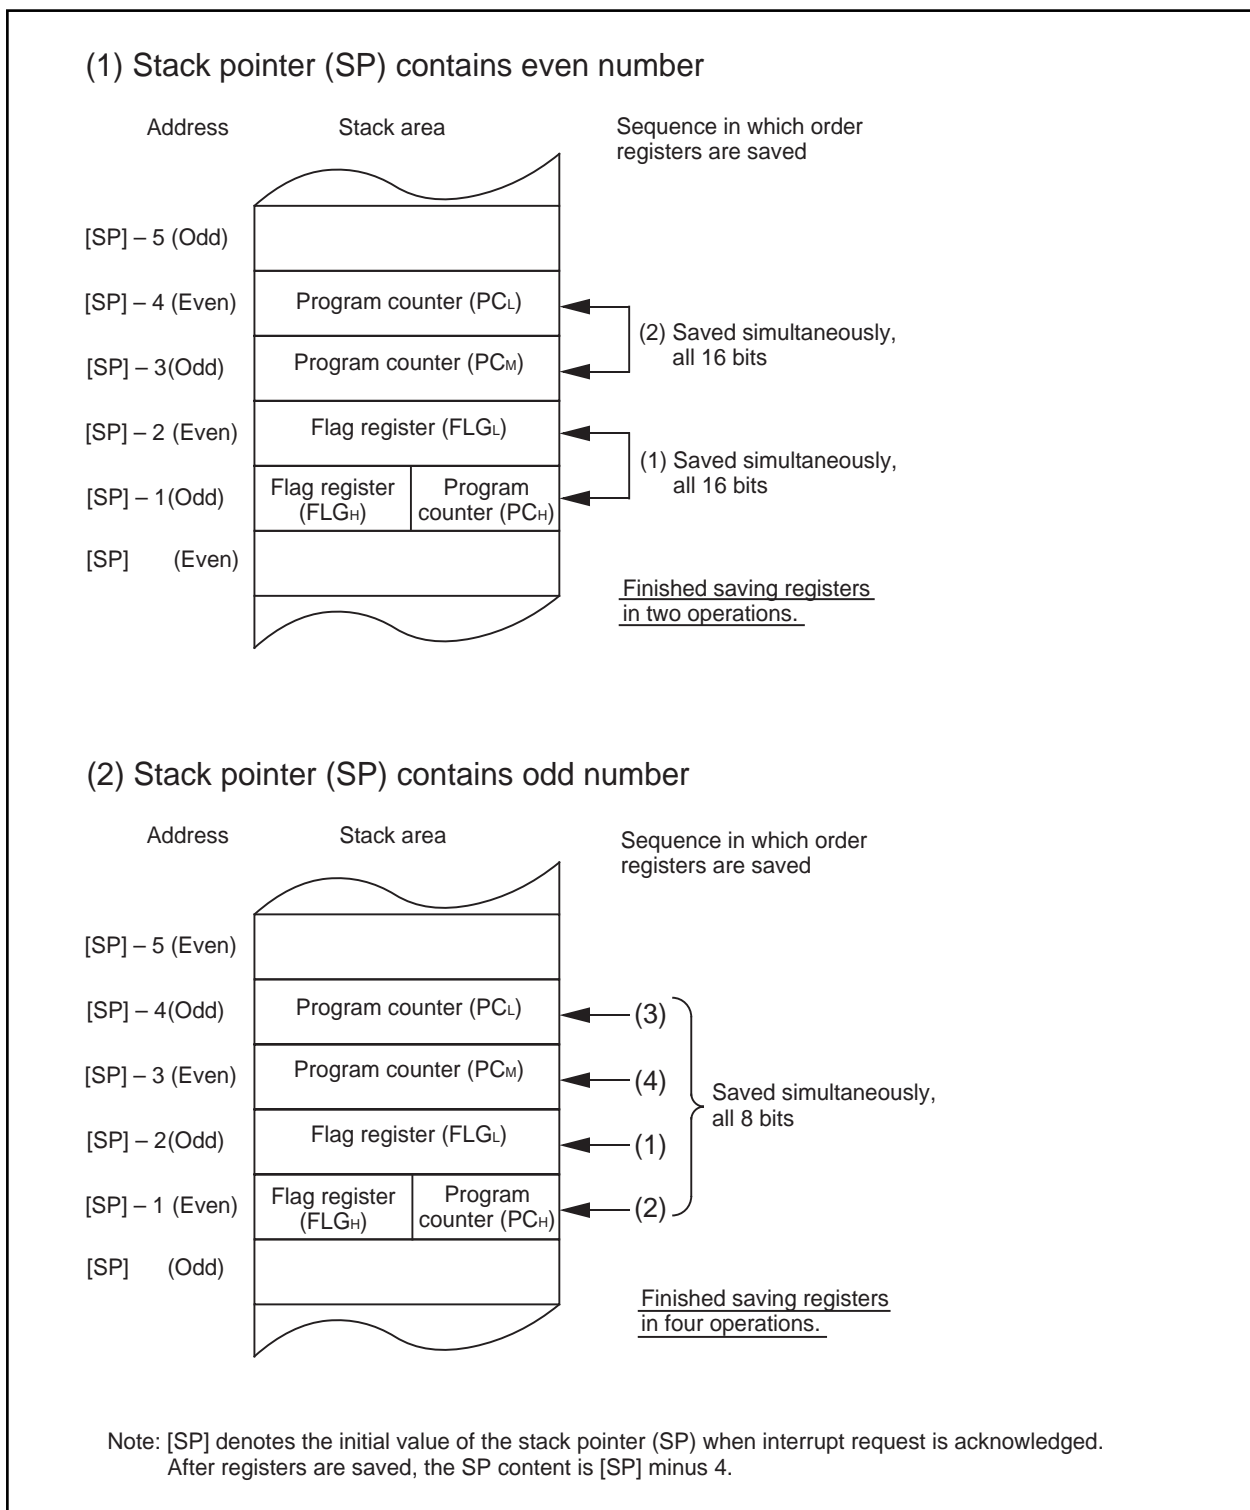 (1) Stack pointer (SP) contains even number
Address
Stack area
Sequence in which order
registers are saved
[SP] – 5 (Odd)
[SP] – 4 (Even)
Program counter (PCL)
[SP] – 3(Odd)
Program counter (PCM)
(2) Saved simultaneously,
all 16 bits
[SP] – 2 (Even)
Flag register (FLGL)
[SP] – 1(Odd)
Flag register
(FLGH)
Program
counter (PCH)
(1) Saved simultaneously,
all 16 bits
[SP] (Even)
Finished saving registers
in two operations.
(2) Stack pointer (SP) contains odd number
Address
Stack area
Sequence in which order
registers are saved
[SP] – 5 (Even)
[SP] – 4(Odd)
Program counter (PCL)
(3)
[SP] – 3 (Even)
Program counter (PCM)
(4)
Saved simultaneously,
all 8 bits
[SP] – 2(Odd)
Flag register (FLGL)
(1)
[SP] – 1 (Even)
Flag register
(FLGH)
Program
counter (PCH)
(2)
[SP] (Odd)
Finished saving registers
in four operations.
Note: [SP] denotes the initial value of the stack pointer (SP) when interrupt request is acknowledged.
After registers are saved, the SP content is [SP] minus 4.